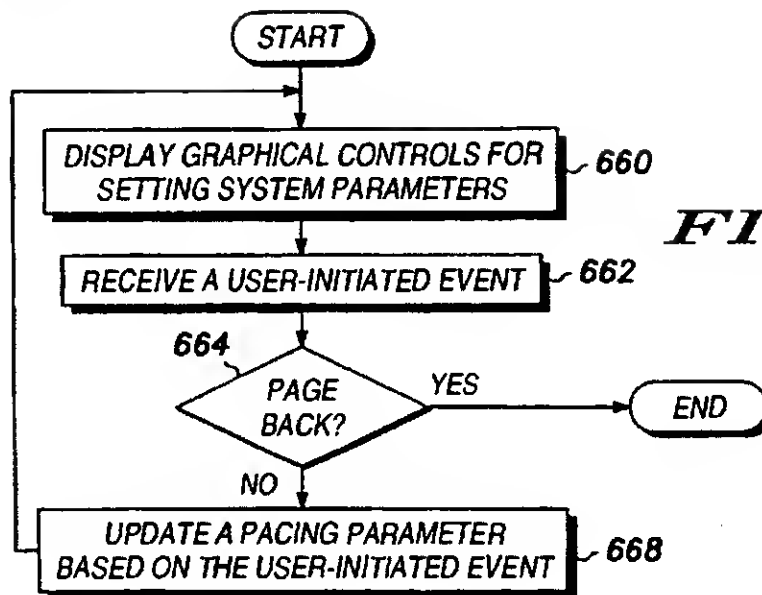 START
DISPLAY GRAPHICAL CONTROLS FOR
SETTING SYSTEM PARAMETERS
660
FI
RECEIVE A USER-INITIATED EVENT
662
664
PAGE
BACK?
YES
END
NO
UPDATE A PACING PARAMETER
BASED ON THE USER-INITIATED EVENT
668